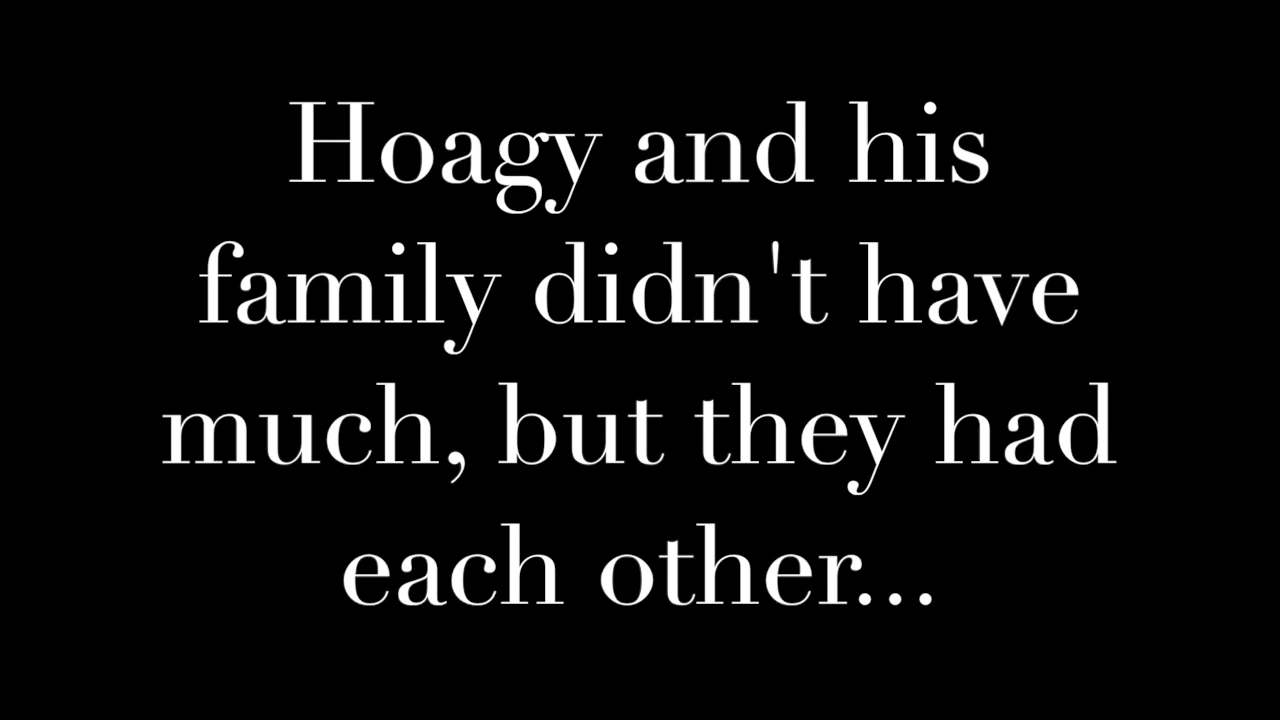 Hoagy and his
family didn't have
much, but they had
each other...